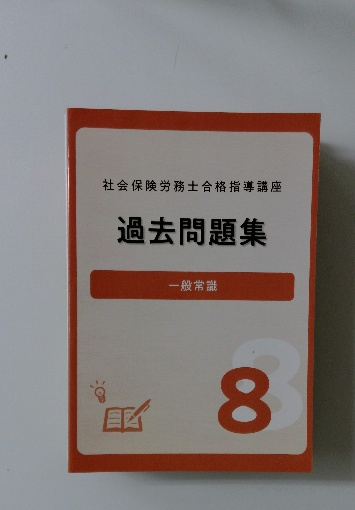 社会保険労務士合格指導講座
過去問題集
一般常識
8